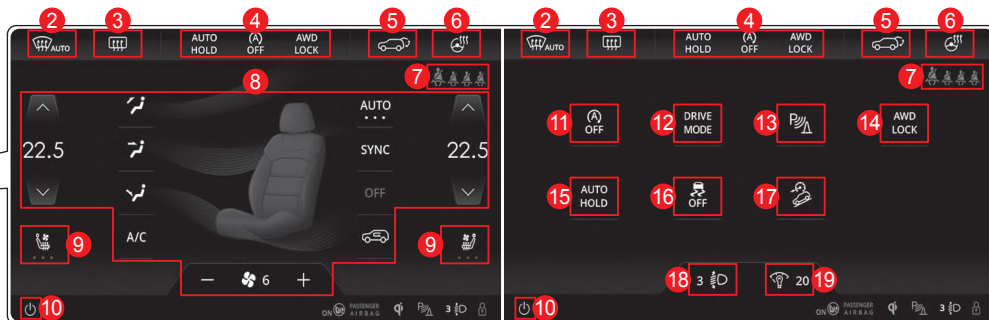 2 3 4 5 6 2 3 4 5 6
AUTO AUTO HOLD (A) OFF AWD LOCK AUTO AUTO HOLD (A) OFF AWD LOCK
7 7
8
22.5 AUTO 22.5
SYNC
OFF
A/C
9 9
− 6 +
10
ON PASSENGER AIRBAG 3
11 (A) OFF 12 DRIVE MODE 13 P 14 AWD LOCK
15 AUTO HOLD 16 OFF 17
18 3 19 20
10
ON PASSENGER AIRBAG 3